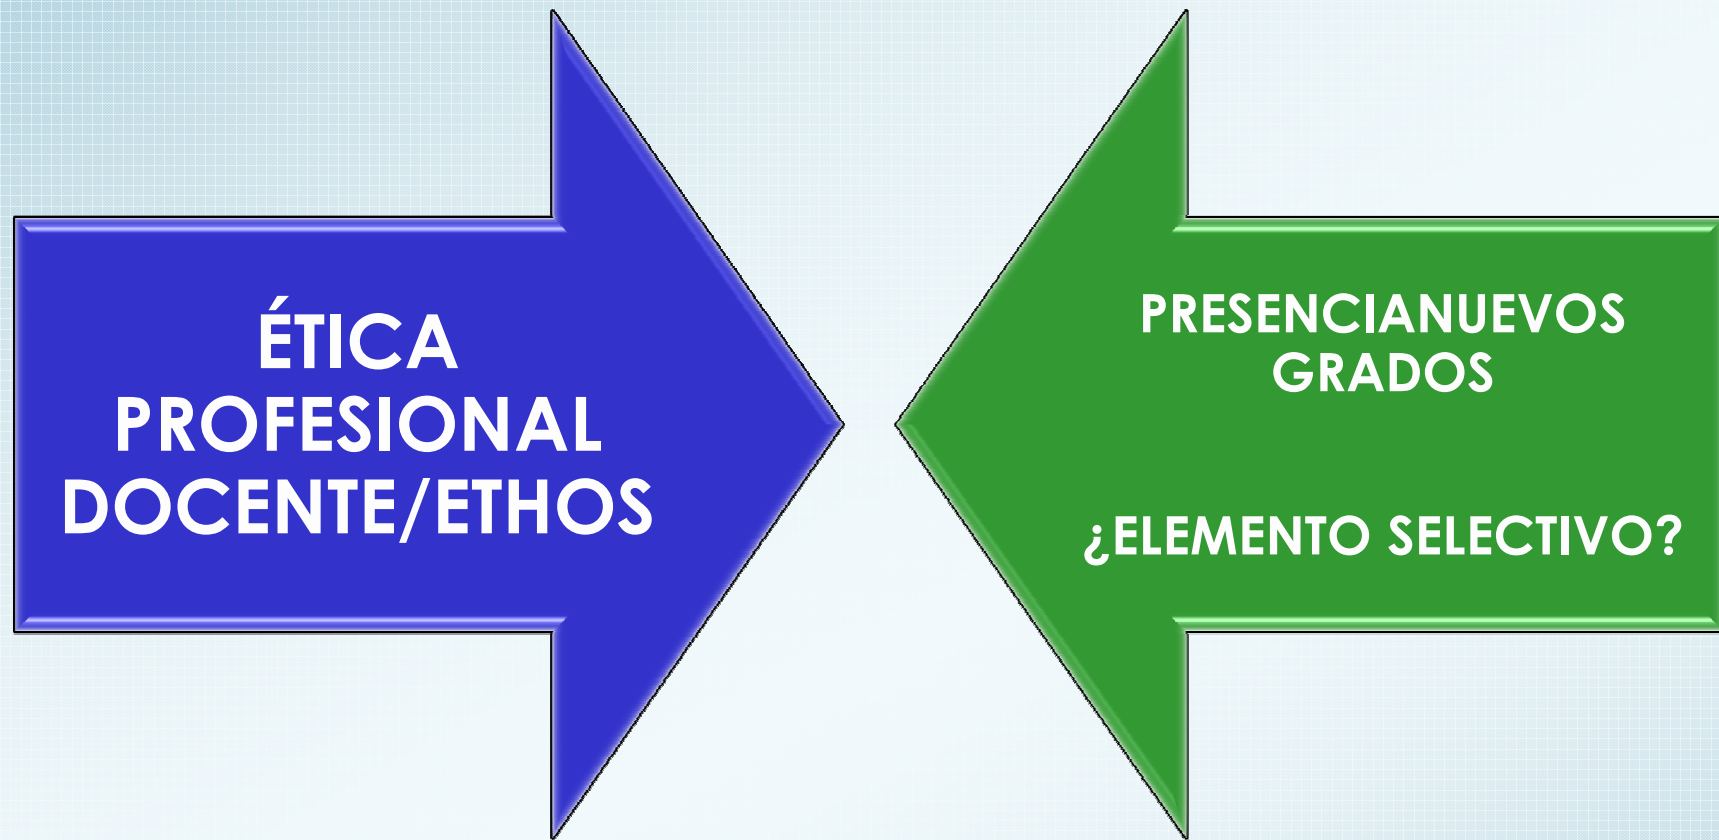 ÉTICA
PROFESIONAL
DOCENTE/ETHOS
PRESENCIANUEVOS
GRADOS
¿ELEMENTO SELECTIVO?